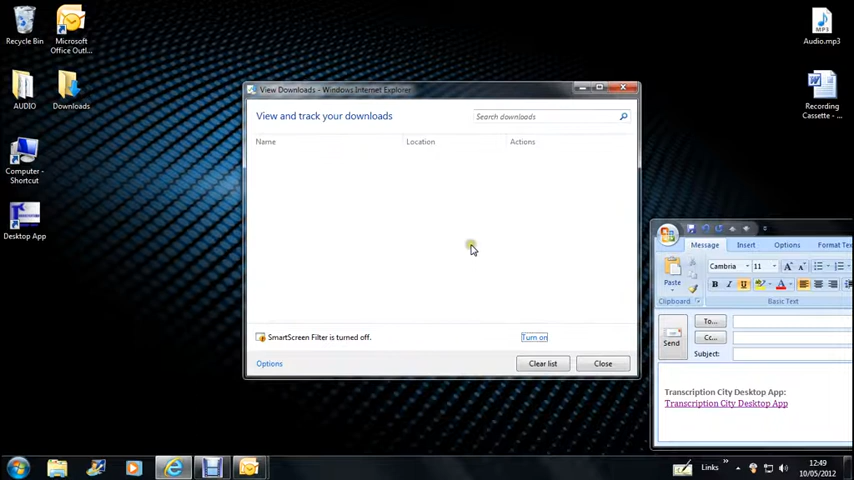 Recycle Bin
Microsoft
Office Outl...
AUDIO
Downloads
Computer -
Shortcut
Desktop App
MP3
Audio.mp3
Recording
Cassette - ...
View Downloads - Windows Internet Explorer
View and track your downloads
Search downloads
Name
Location
Actions
SmartScreen Filter is turned off.
Turn on
Options
Clear list
Close
Message
Insert
Options
Format Text
Paste
Cambria
11
B I U
Clipboard
Basic Text
Send
To...
Cc...
Subject:
Transcription City Desktop App:
Transcription City Desktop App
Links
12:49
10/05/2012